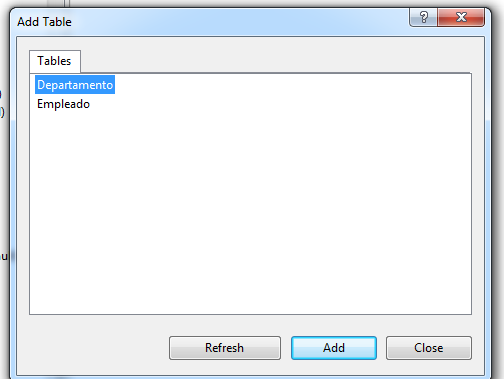 Add Table
Tables
Departamento
Empleado
Refresh
Add
Close